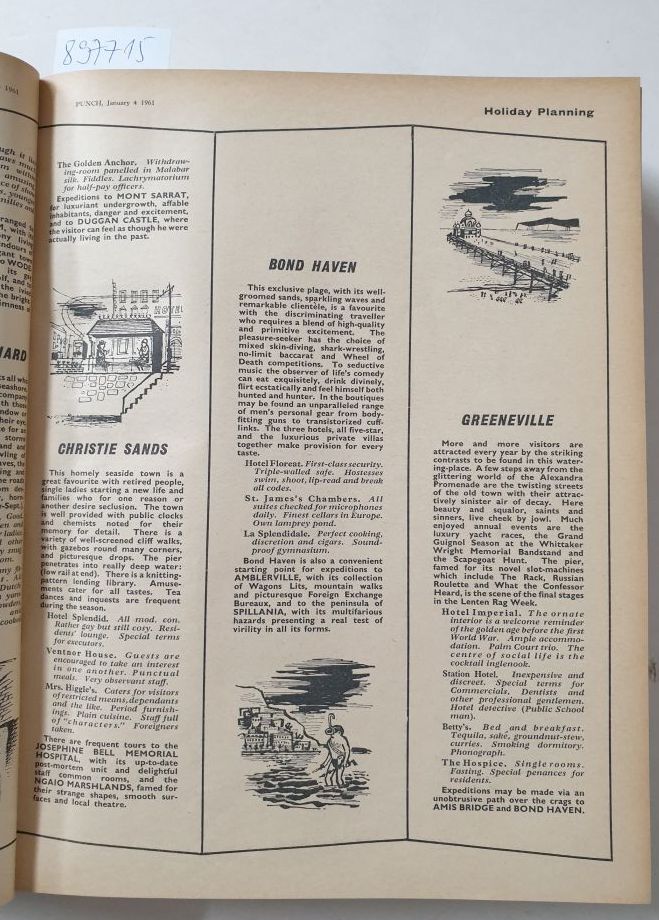 897715
1961
PUNCH, January 4 1961
Holiday Planning
The Golden Anchor. Withdraw-
ing-room panelled in Malabar
silk. Fiddles. Lachrymatorium
for half-pay officers.
Expeditions to MONT SARRAT,
for luxuriant undergrowth, affable
inhabitants, danger and excitement,
and to DUGGAN CASTLE, where
the visitor can feel as though he were
actually living in the past.
HOTEL
CHRISTIE SANDS
This homely seaside town is a
great favourite with retired people,
single ladies starting a new life and
families who for one reason or
another desire seclusion. The town
is well provided with public clocks
and chemists noted for their
memory for detail. There is a
variety of well-screened cliff walks,
with gazebos round many corners,
and picturesque drops. The pier
penetrates into really deep water:
(low rail at end). There is a knitting-
pattern lending library. Amuse-
ments cater for all tastes. Tea
dances and inquests are frequent
during the season.
Hotel Splendid. All mod. con.
Rather gay but still cosy. Resi-
dents' lounge. Special terms
for executors.
Ventnor House. Guests are
encouraged to take an interest
in one another. Punctual
meals. Very observant staff.
Mrs. Higgle's. Caters for visitors
of restricted means, dependants
and the like. Period furnish-
ings. Plain cuisine. Staff full
of "characters." Foreigners
taken.
There are frequent tours to the
JOSEPHINE BELL MEMORIAL
HOSPITAL, with its up-to-date
post-mortem unit and delightful
staff common rooms, and the
NGAIO MARSHLANDS, famed for
their strange shapes, smooth sur-
faces and local theatre.
BOND HAVEN
This exclusive plage, with its well-
groomed sands, sparkling waves and
remarkable clientèle, is a favourite
with the discriminating traveller
who requires a blend of high-quality
and primitive excitement. The
pleasure-seeker has the choice of
mixed skin-diving, shark-wrestling,
no-limit baccarat and Wheel of
Death competitions. To seductive
music the observer of life's comedy
can eat exquisitely, drink divinely,
flirt ecstatically and feel himself both
hunted and hunter. In the boutiques
may be found an unparalleled range
of men's personal gear from body-
fitting guns to transistorized cuff-
links. The three hotels, all five-star,
and the luxurious private villas
together make provision for every
taste.
Hotel Floreat. First-class security.
Triple-walled safe. Hostesses
swim, shoot, lip-read and break
all codes.
St. James's Chambers. All
suites checked for microphones
daily. Finest cellars in Europe.
Own lamprey pond.
La Splendidale. Perfect cooking,
discretion and cigars. Sound-
proof gymnasium.
Bond Haven is also a convenient
starting point for expeditions to
AMBLERVILLE, with its collection
of Wagons Lits, mountain walks
and picturesque Foreign Exchange
Bureaux, and to the peninsula of
SPILLANIA, with its multifarious
hazards presenting a real test of
virility in all its forms.
GREENEVILLE
More and more visitors are
attracted every year by the striking
contrasts to be found in this water-
ing-place. A few steps away from the
glittering world of the Alexandra
Promenade are the twisting streets
of the old town with their attrac-
tively sinister air of decay. Here
beauty and squalor, saints and
sinners, live cheek by jowl. Much
enjoyed annual events are the
luxury yacht races, the Grand
Guignol Season at the Whittaker
Wright Memorial Bandstand and
the Scapegoat Hunt. The pier,
famed for its novel slot-machines
which include The Rack, Russian
Roulette and What the Confessor
Heard, is the scene of the final stages
in the Lenten Rag Week.
Hotel Imperial. The ornate
interior is a welcome reminder
of the golden age before the first
World War. Ample accommo-
dation. Palm Court trio. The
centre of social life is the
cocktail inglenook.
Station Hotel. Inexpensive and
discreet. Special terms for
Commercials, Dentists and
other professional gentlemen.
Hotel detective (Public School
man).
Betty's. Bed and breakfast.
Tequila, saké, groundnut-stew,
curries. Smoking dormitory.
Phonograph.
The Hospice. Single rooms.
Fasting. Special penances for
residents.
Expeditions may be made via an
unobtrusive path over the crags to
AMIS BRIDGE and BOND HAVEN.